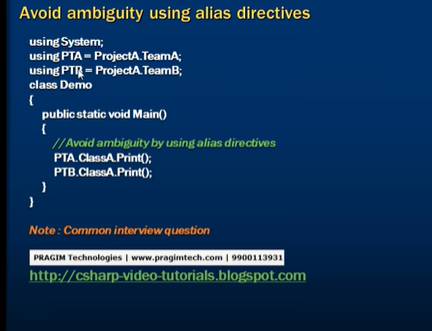 Avoid ambiguity using alias directives
using System;
using PTA = ProjectA.TeamA;
using PTB = ProjectA.TeamB;
class Demo
{
public static void Main()
{
//Avoid ambiguity by using alias directives
PTA.ClassA.Print();
PTB.ClassA.Print();
}
}
Note : Common interview question
PRAGIM Technologies | www.pragimtech.com | 9900113931
http://csharp-video-tutorials.blogspot.com